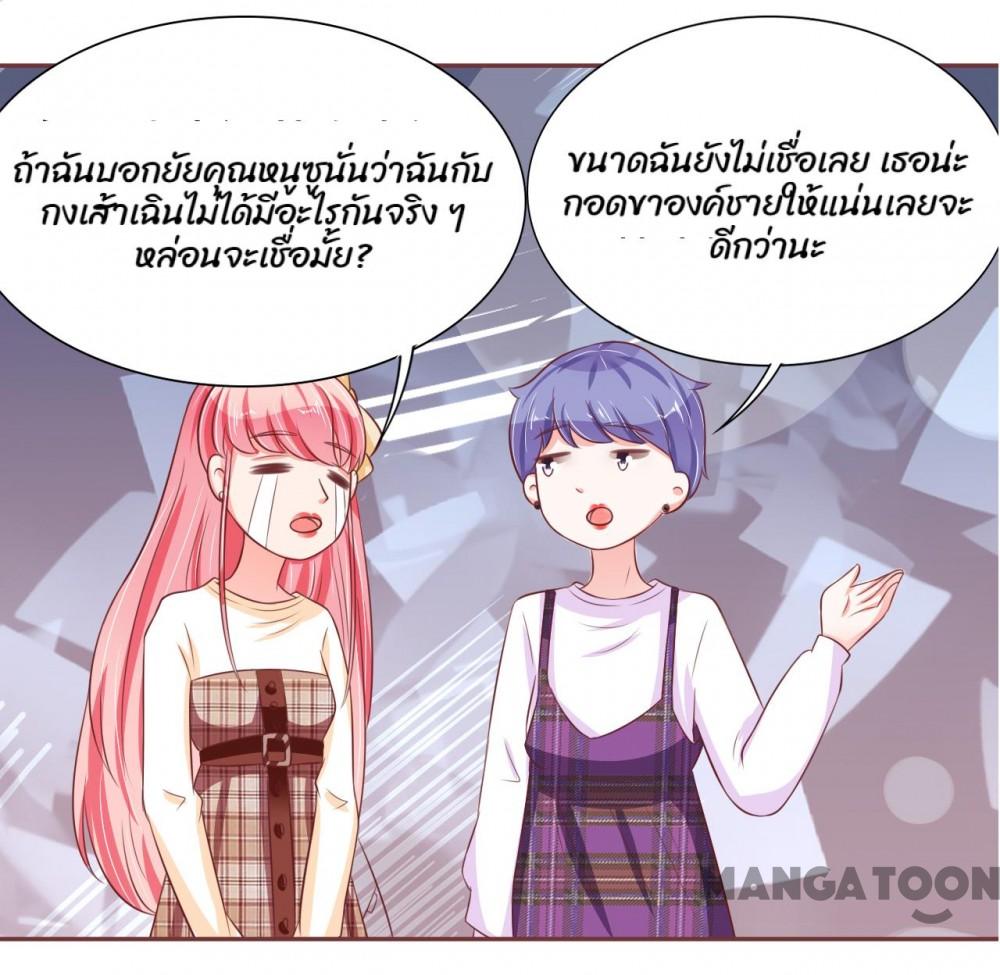 ถ้าฉันบอกยัยคุณหนูซูนั่นว่าฉันกับ
กงเส้าเฉินไม่ได้มีอะไรกันจริง ๆ
หล่อนจะเชื่อมั้ย?
ขนาดฉันยังไม่เชื่อเลย เธอน่ะ
กอดขาองค์ชายให้แน่นเลยจะ
ดีกว่านะ
MANGATOON